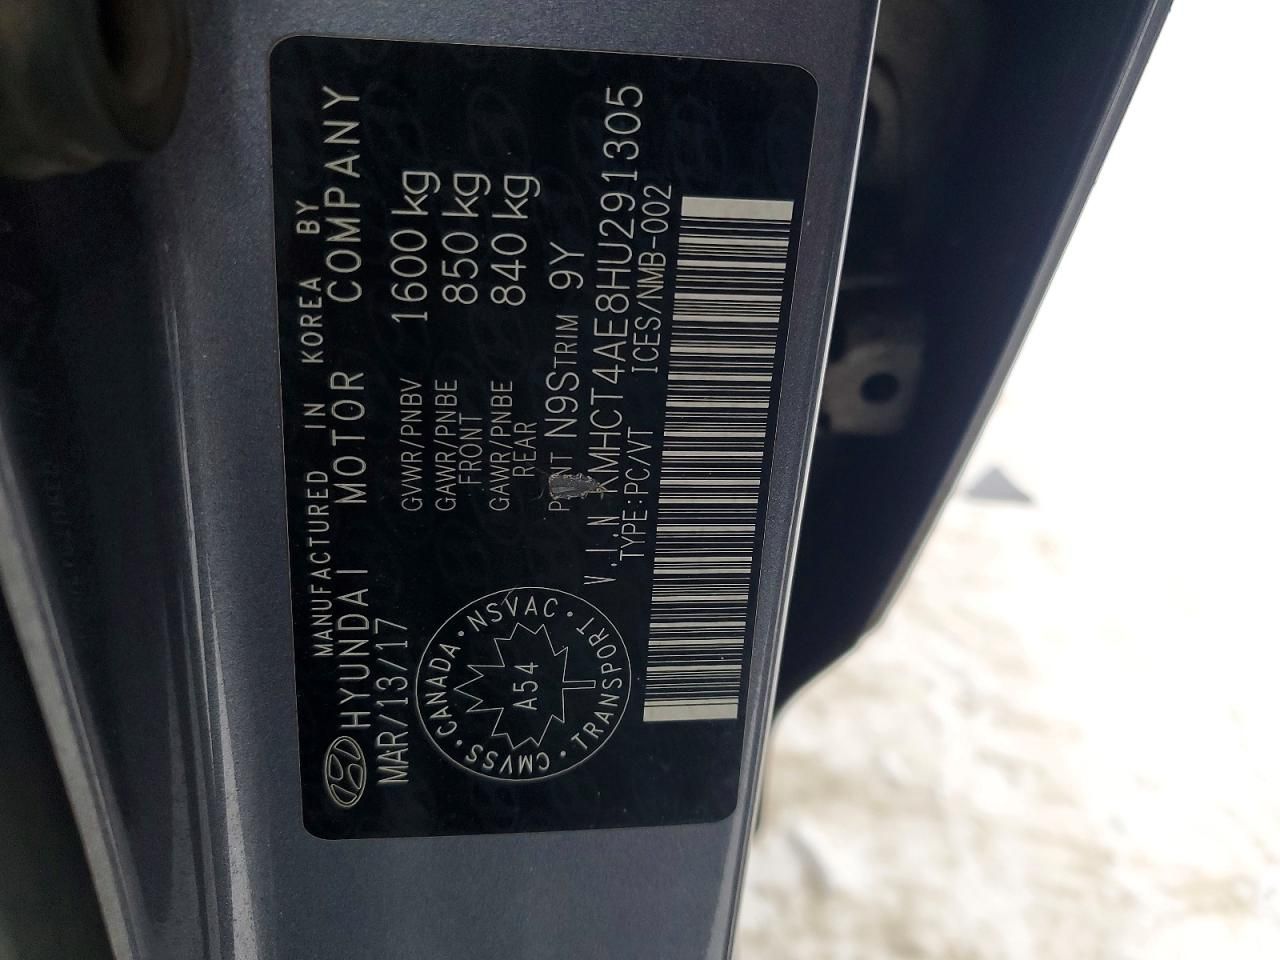 MANUFACTURED IN KOREA BY
HYUNDAI MOTOR COMPANY
MAR/13/17
GVWR/PNBV 1600 kg
GAWR/PNBE FRONT 850 kg
GAWR/PNBE REAR 840 kg
N9S TRIM 9Y
V.I.N KMHCT4AE8HU291305
TYPE:PC/VT ICES/NMB-002
CANADA · NSVAC · TRANSPORT · CMVSS ·
A54